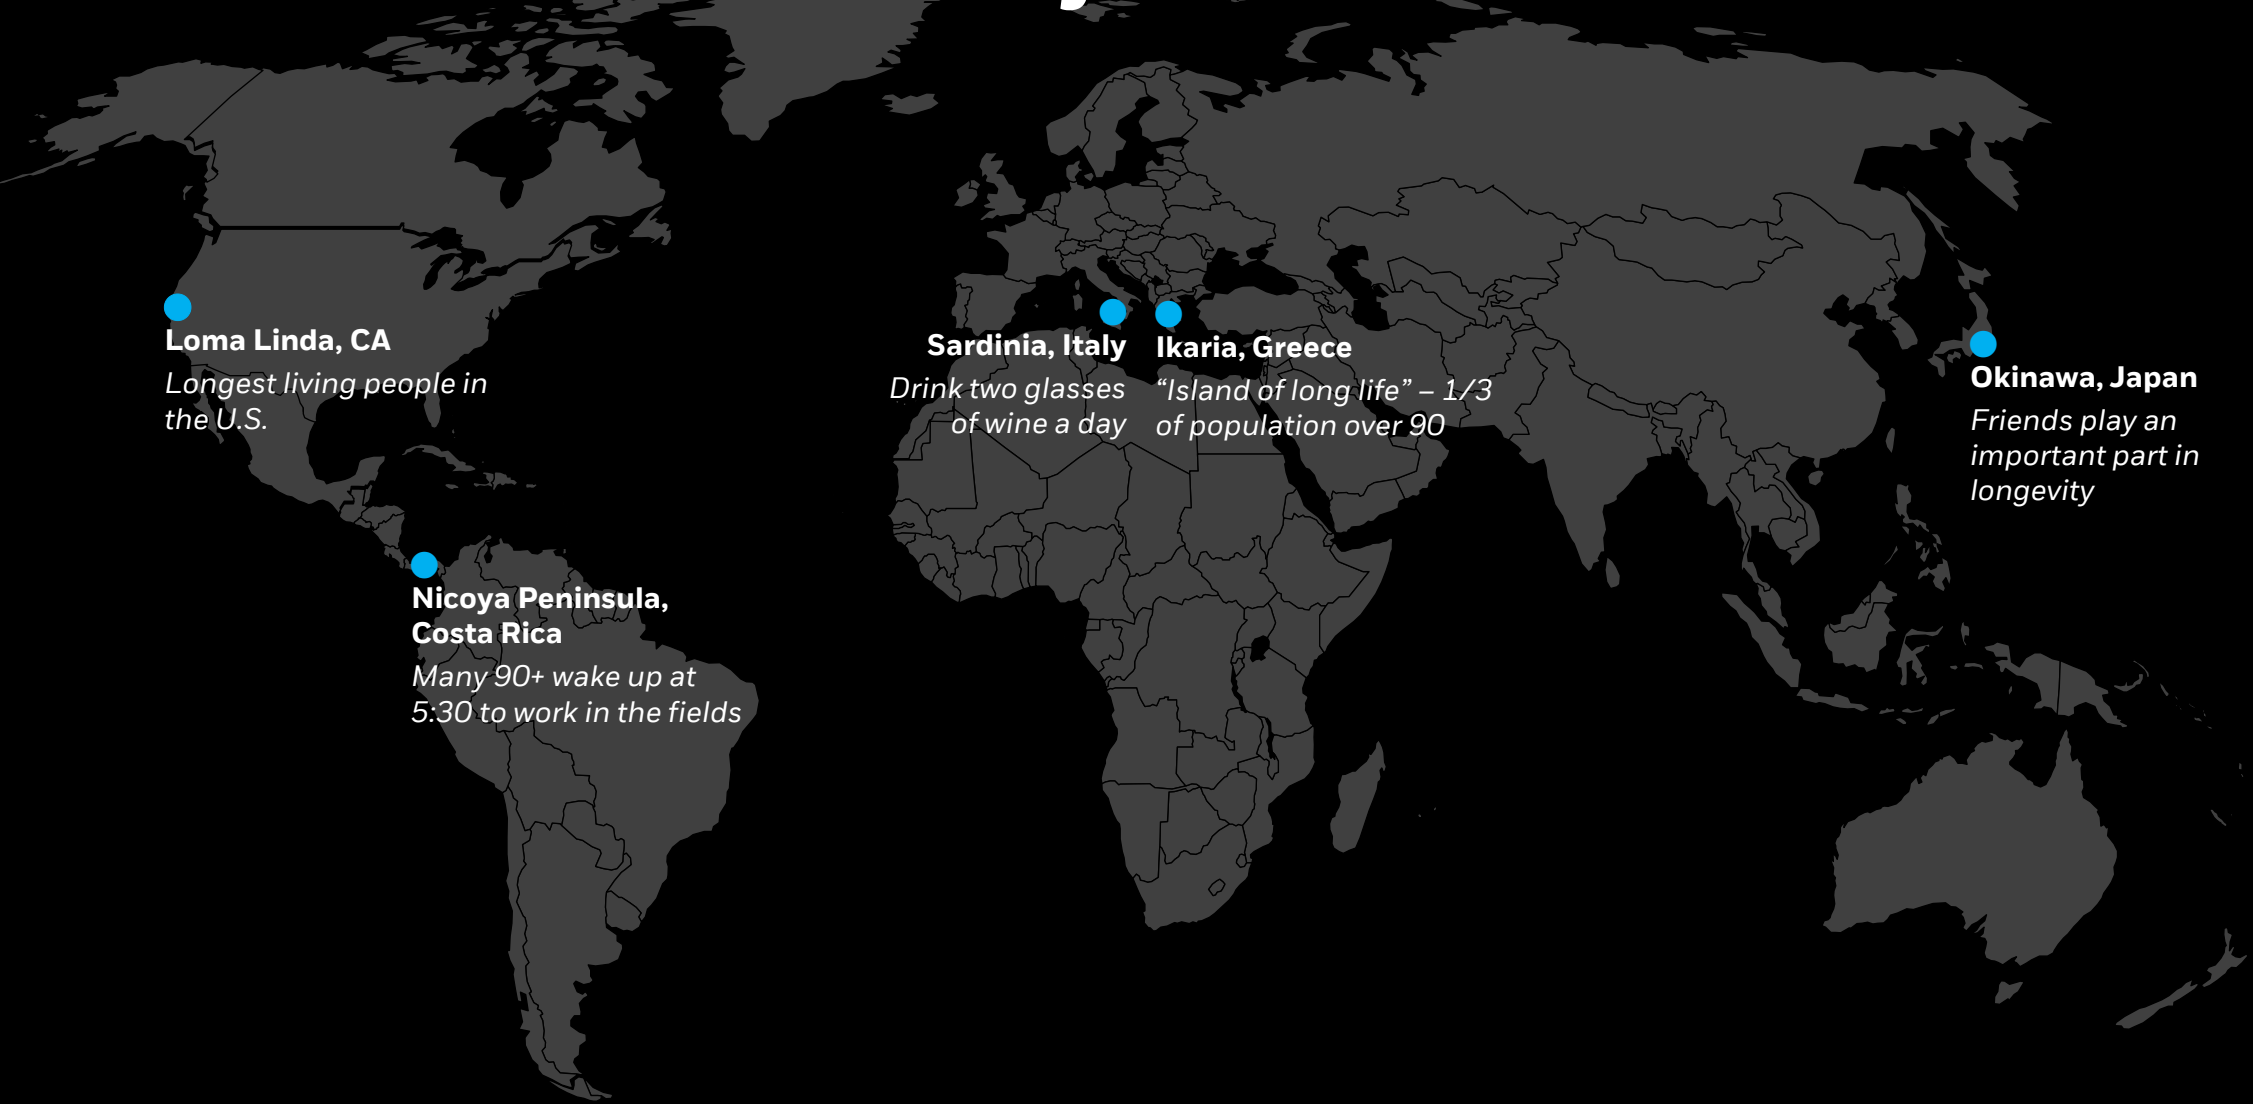 Loma Linda, CA
Longest living people in
the U.S.
Sardinia, Italy
Drink two glasses
of wine a day
Ikaria, Greece
“Island of long life” – 1/3
of population over 90
Okinawa, Japan
Friends play an
important part in
longevity
Nicoya Peninsula,
Costa Rica
Many 90+ wake up at
5:30 to work in the fields